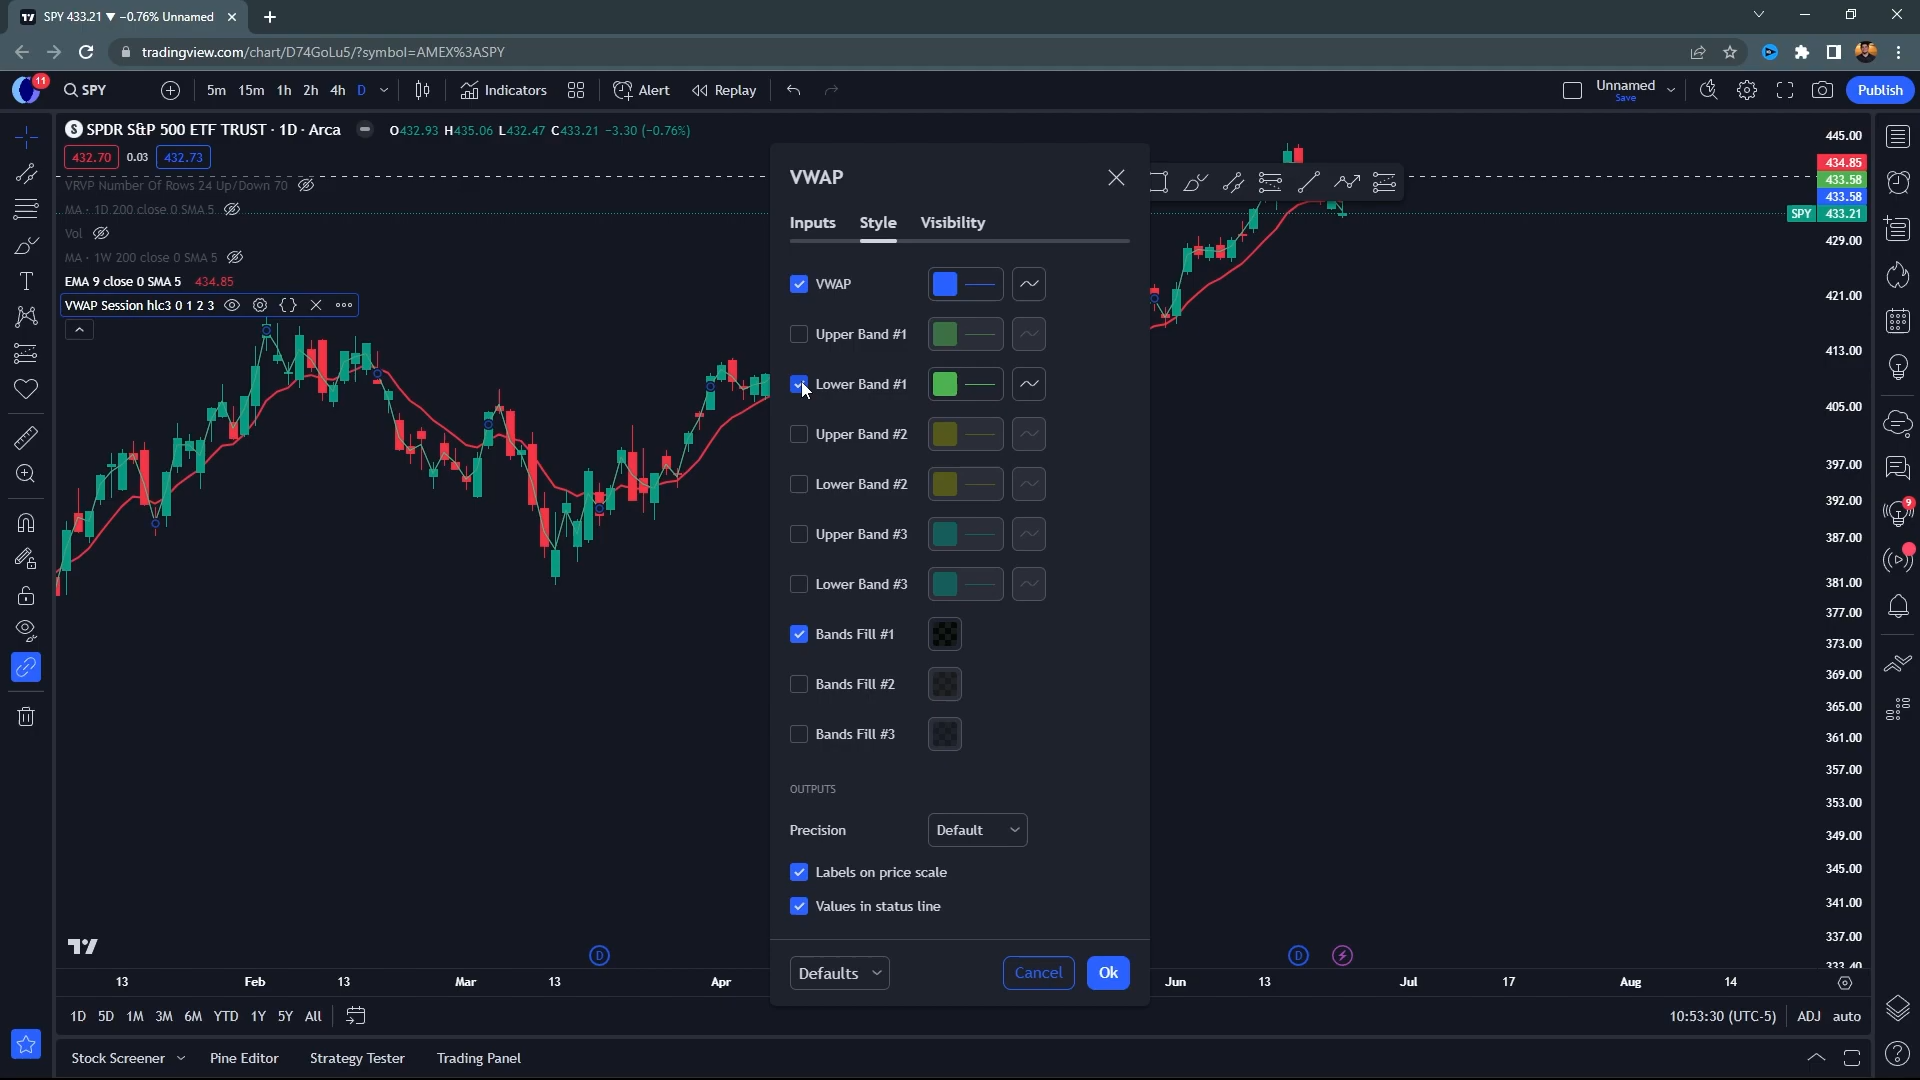 SPY 433.21 ▼ −0.76% Unnamed
tradingview.com/chart/D74GoLu5/?symbol=AMEX%3ASPY
11
SPY
5m 15m 1h 2h 4h D
Indicators
Alert
Replay
Unnamed
Save
Publish
SPDR S&P 500 ETF TRUST · 1D · Arca
O432.93 H435.06 L432.47 C433.21 −3.30 (−0.76%)
432.70 0.03 432.73
VRVP Number Of Rows 24 Up/Down 70
MA · 1D 200 close 0 SMA 5
Vol
MA · 1W 200 close 0 SMA 5
EMA 9 close 0 SMA 5 434.85
VWAP Session hlc3 0 1 2 3
VWAP
Inputs Style Visibility
VWAP
Upper Band #1
Lower Band #1
Upper Band #2
Lower Band #2
Upper Band #3
Lower Band #3
Bands Fill #1
Bands Fill #2
Bands Fill #3
OUTPUTS
Precision Default
Labels on price scale
Values in status line
Defaults Cancel Ok
445.00
434.85
433.58
433.58
SPY 433.21
429.00
421.00
413.00
405.00
397.00
392.00
387.00
381.00
377.00
373.00
369.00
365.00
361.00
357.00
353.00
349.00
345.00
341.00
337.00
333.40
9
D D
13 Feb 13 Mar 13 Apr Jun 13 Jul 17 Aug 14
1D 5D 1M 3M 6M YTD 1Y 5Y All
10:53:30 (UTC-5) ADJ auto
Stock Screener Pine Editor Strategy Tester Trading Panel